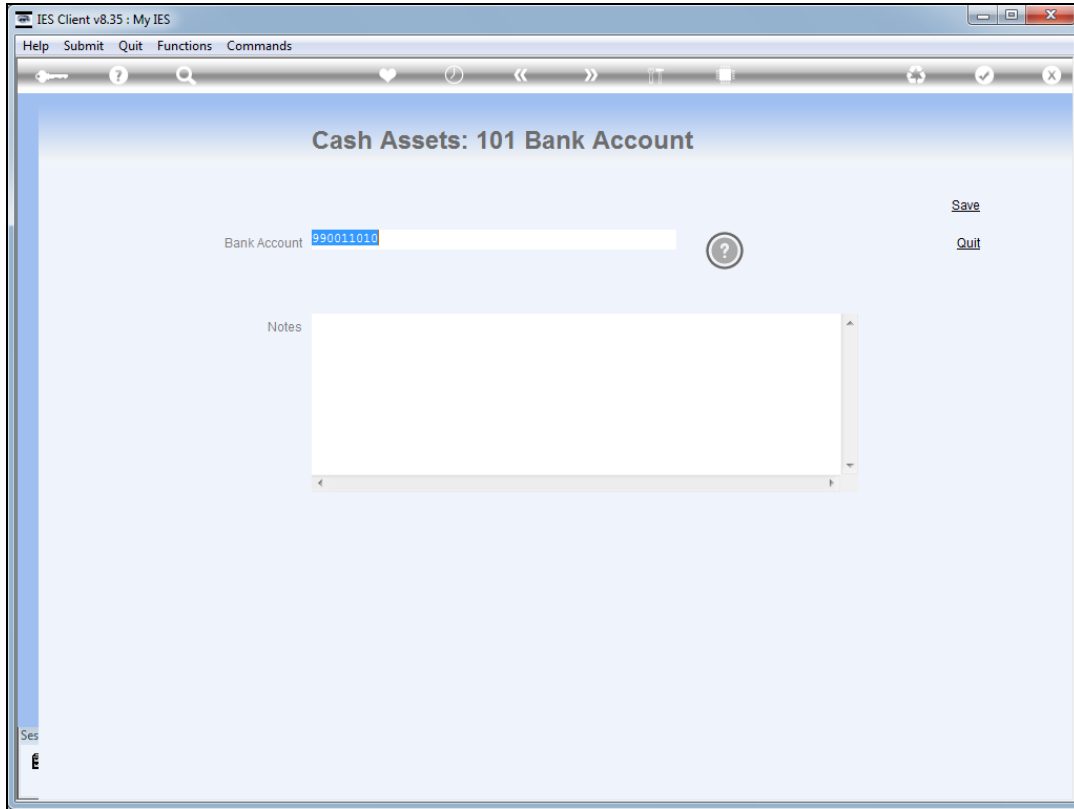 IES Client v8.35 : My IES
Help Submit Quit Functions Commands
Cash Assets: 101 Bank Account
Save
Bank Account 990011010
Quit
Notes
Ses